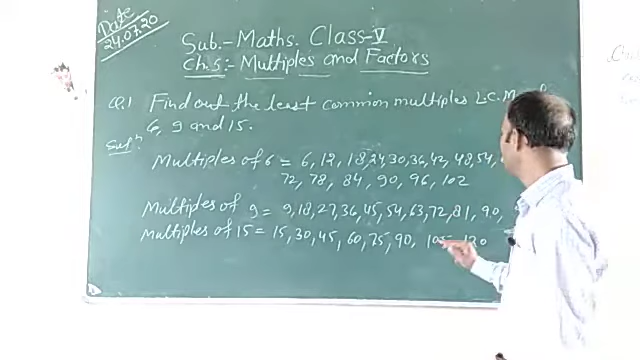 Date
24.07.20
Sub.- Maths. Class-V
Ch.5:- Multiples and Factors
Q.1 Find out the least common multiples L.C.M.
6, 9 and 15.
Multiples of 6 = 6, 12, 18, 24, 30, 36, 42, 48, 54,
72, 78, 84, 90, 96, 102
Multiples of 9 = 9, 18, 27, 36, 45, 54, 63, 72, 81, 90,
Multiples of 15 = 15, 30, 45, 60, 75, 90, 105, 120